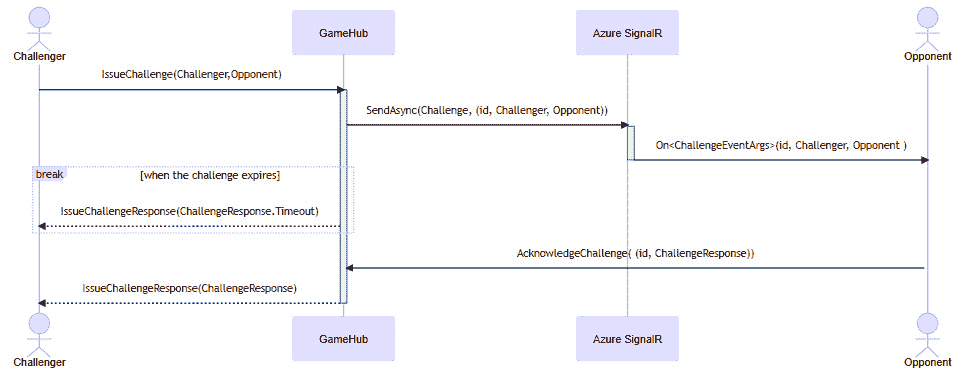 GameHub
Azure SignalR
Challenger
Opponent
IssueChallenge(Challenger,Opponent)
SendAsync(Challenge, (id, Challenger, Opponent))
On<ChallengeEventArgs>(id, Challenger, Opponent )
break
[when the challenge expires]
IssueChallengeResponse(ChallengeResponse.Timeout)
AcknowledgeChallenge( (id, ChallengeResponse))
IssueChallengeResponse(ChallengeResponse)
GameHub
Azure SignalR
Challenger
Opponent